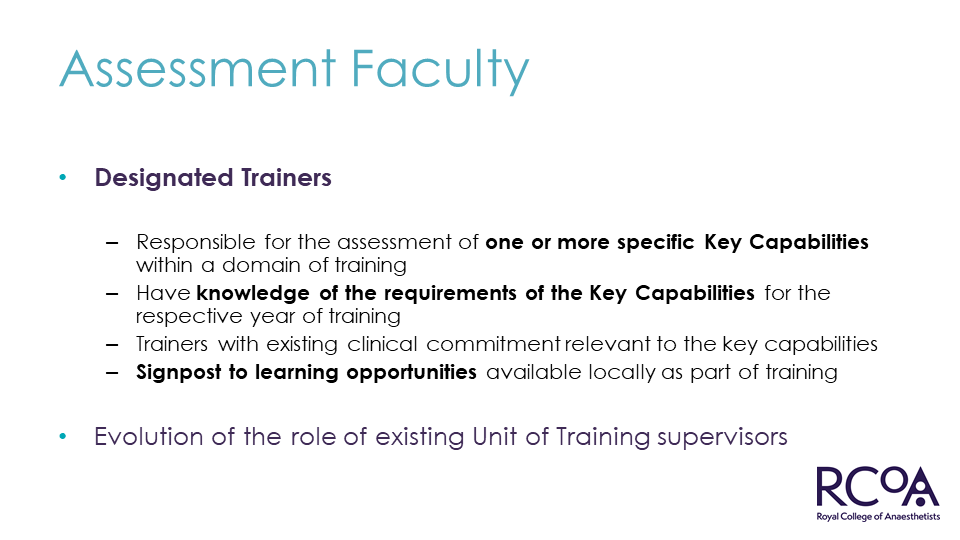 Assessment Faculty
• Designated Trainers
– Responsible for the assessment of one or more specific Key Capabilities
within a domain of training
– Have knowledge of the requirements of the Key Capabilities for the
respective year of training
– Trainers with existing clinical commitment relevant to the key capabilities
– Signpost to learning opportunities available locally as part of training
• Evolution of the role of existing Unit of Training supervisors
RCOA
Royal College of Anaesthetists